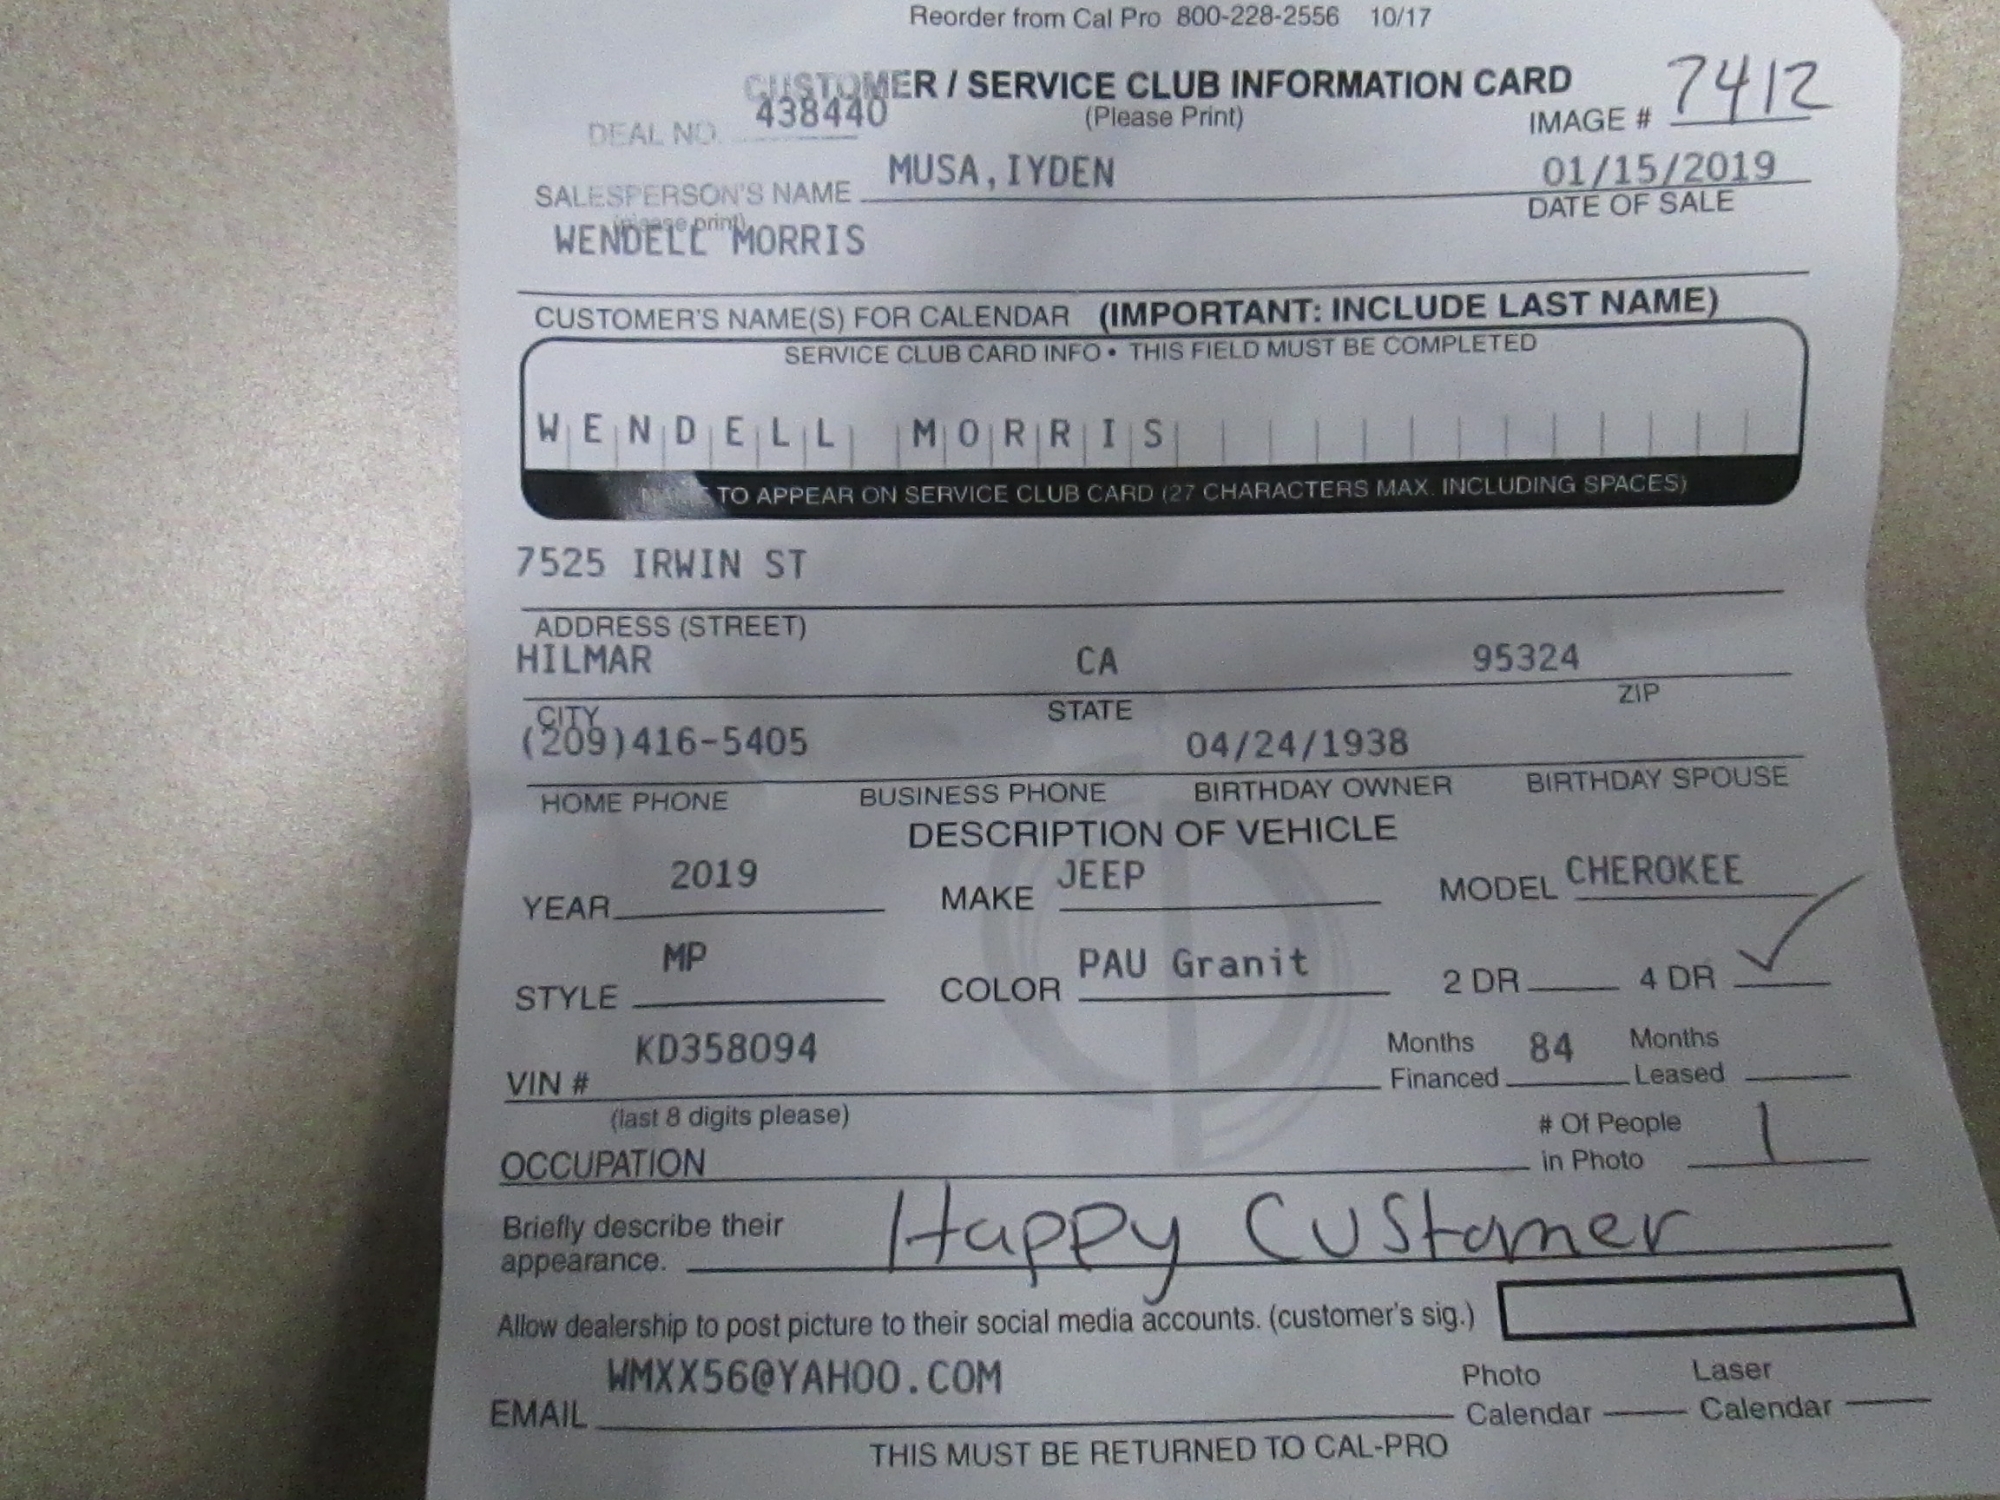 Reorder from Cal Pro 800-228-2556 10/17
CUSTOMER / SERVICE CLUB INFORMATION CARD
(Please Print)
IMAGE # 7412
DEAL NO. 438440
SALESPERSON'S NAME MUSA,IYDEN 01/15/2019
(please print) DATE OF SALE
WENDELL MORRIS
CUSTOMER'S NAME(S) FOR CALENDAR (IMPORTANT: INCLUDE LAST NAME)
SERVICE CLUB CARD INFO • THIS FIELD MUST BE COMPLETED
WENDELL MORRIS
NAME TO APPEAR ON SERVICE CLUB CARD (27 CHARACTERS MAX. INCLUDING SPACES)
7525 IRWIN ST
ADDRESS (STREET)
HILMAR CA 95324
CITY STATE ZIP
(209)416-5405 04/24/1938
HOME PHONE BUSINESS PHONE BIRTHDAY OWNER BIRTHDAY SPOUSE
DESCRIPTION OF VEHICLE
YEAR 2019 MAKE JEEP MODEL CHEROKEE
STYLE MP COLOR PAU Granit 2 DR 4 DR ✓
VIN # KD358094 Months Financed 84 Months Leased
(last 8 digits please)
OCCUPATION # Of People in Photo 1
Briefly describe their appearance. Happy Customer
Allow dealership to post picture to their social media accounts. (customer's sig.)
EMAIL WMXX56@YAHOO.COM Photo Calendar Laser Calendar
THIS MUST BE RETURNED TO CAL-PRO